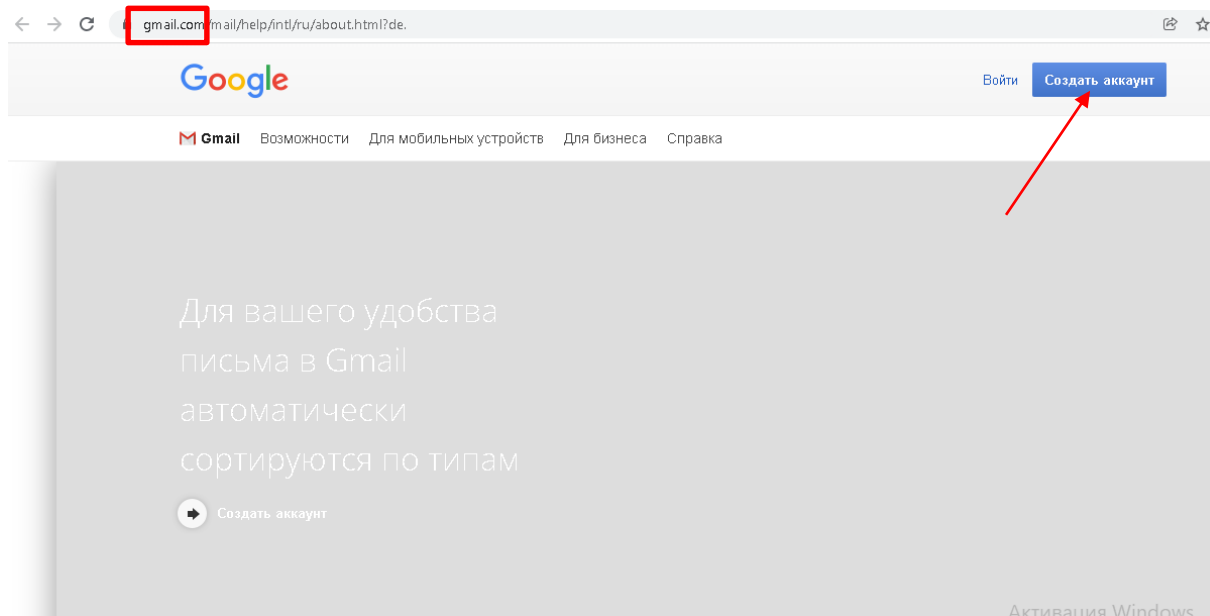 gmail.com/mail/help/intl/ru/about.html?de.
Google
Войти
Создать аккаунт
Gmail Возможности Для мобильных устройств Для бизнеса Справка
Для вашего удобства
письма в Gmail
автоматически
сортируются по типам
Создать аккаунт
Активация Windows